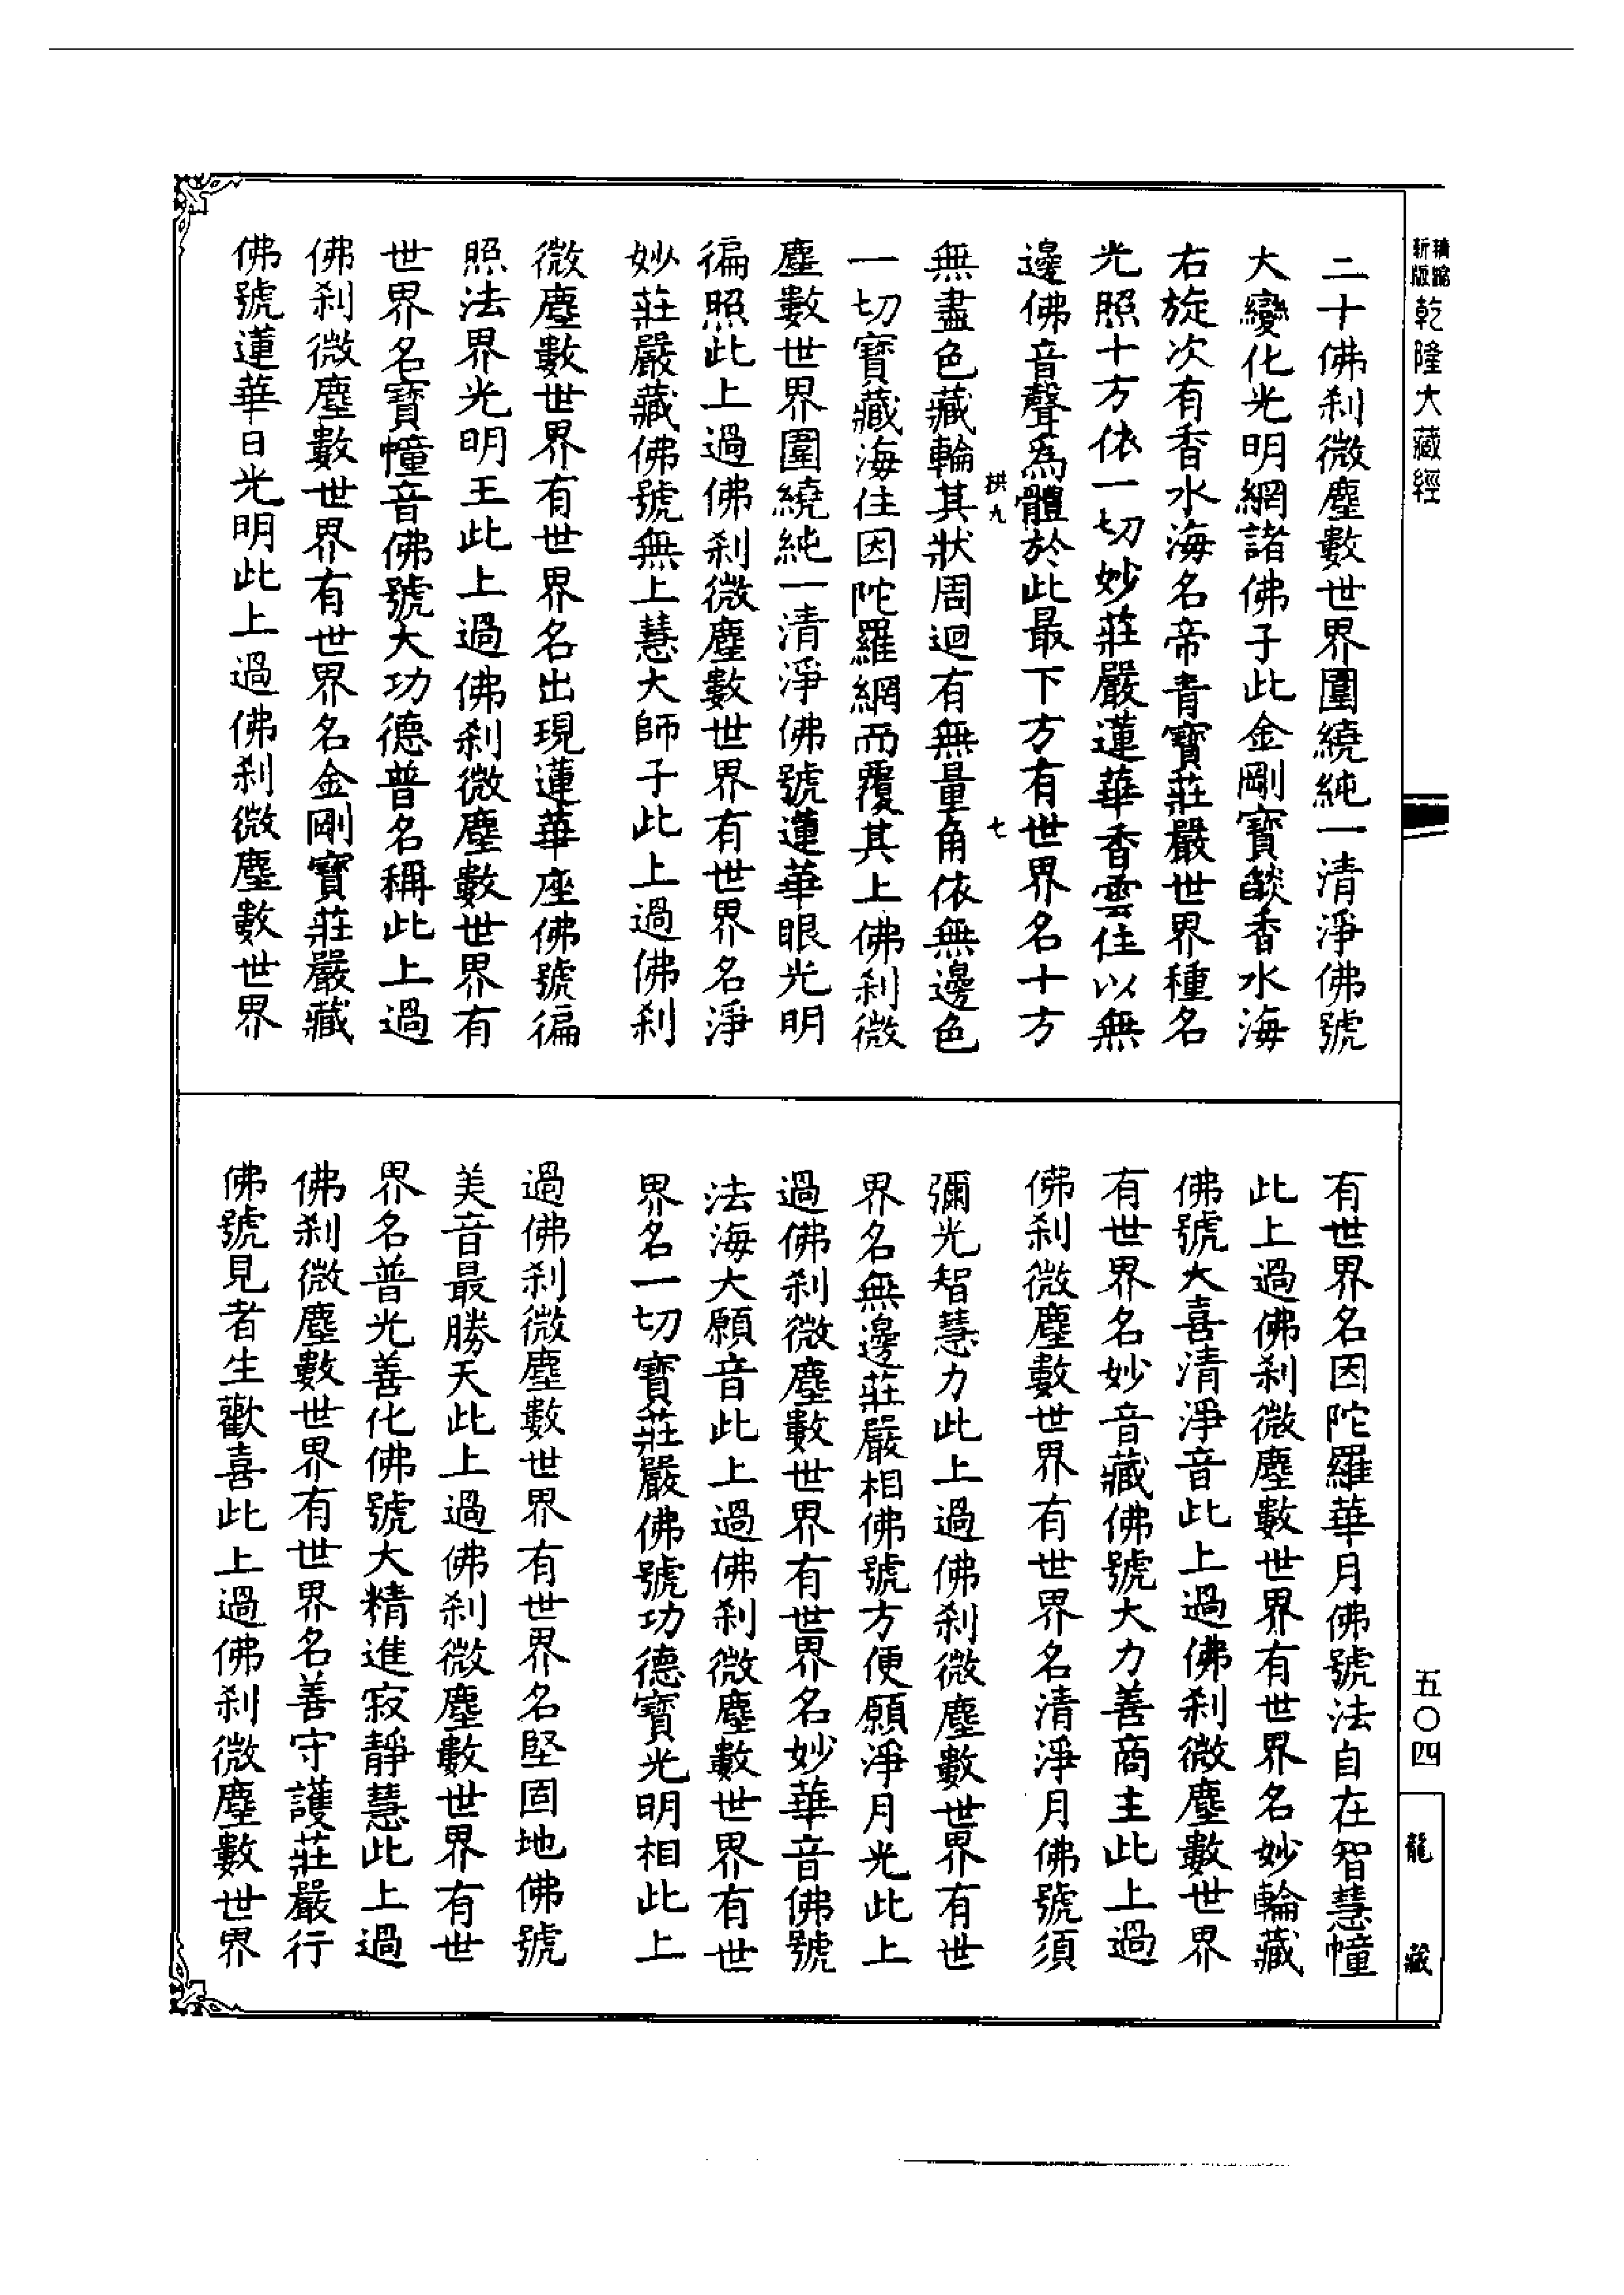 新版精縮乾隆大藏經
二十佛刹微塵數世界圍繞純一清淨佛號
大變化光明網諸佛子此金剛寶燄香水海
右旋次有香水海名帝青寶莊嚴世界種名
光照十方依一切妙莊嚴蓮華香雲住以無
邊佛音聲為體於此最下方有世界名十方
拱九
七
無盡色藏輪其狀周迴有無量角依無邊色
一切寶藏海住因陀羅網而覆其上佛刹微
塵數世界圍繞純一清淨佛號蓮華眼光明
徧照此上過佛刹微塵數世界有世界名淨
妙莊嚴藏佛號無上慧大師子此上過佛刹
微塵數世界有世界名出現蓮華座佛號徧
照法界光明王此上過佛刹微塵數世界有
世界名寶幢音佛號大功德普名稱此上過
佛刹微塵數世界有世界名金剛寶莊嚴藏
佛號蓮華日光明此上過佛刹微塵數世界
有世界名因陀羅華月佛號法自在智慧幢
此上過佛刹微塵數世界有世界名妙輪藏
佛號大喜清淨音此上過佛刹微塵數世界
有世界名妙音藏佛號大力善商主此上過
佛刹微塵數世界有世界名清淨月佛號須
彌光智慧力此上過佛刹微塵數世界有世
界名無邊莊嚴相佛號方便願淨月光此上
過佛刹微塵數世界有世界名妙華音佛號
法海大願音此上過佛刹微塵數世界有世
界名一切寶莊嚴佛號功德寶光明相此上
過佛刹微塵數世界有世界名堅固地佛號
美音最勝天此上過佛刹微塵數世界有世
界名普光善化佛號大精進寂靜慧此上過
佛刹微塵數世界有世界名善守護莊嚴行
佛號見者生歡喜此上過佛刹微塵數世界
五〇四
龍藏